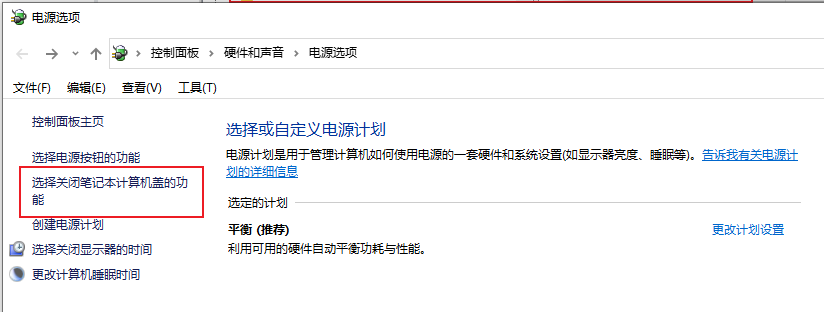 电源选项
控制面板 › 硬件和声音 › 电源选项
文件(F) 编辑(E) 查看(V) 工具(T)
控制面板主页
选择电源按钮的功能
选择关闭笔记本计算机盖的功
能
创建电源计划
选择关闭显示器的时间
更改计算机睡眠时间
选择或自定义电源计划
电源计划是用于管理计算机如何使用电源的一套硬件和系统设置(如显示器亮度、睡眠等)。告诉我有关电源计
划的详细信息
选定的计划
平衡 (推荐) 更改计划设置
利用可用的硬件自动平衡功耗与性能。